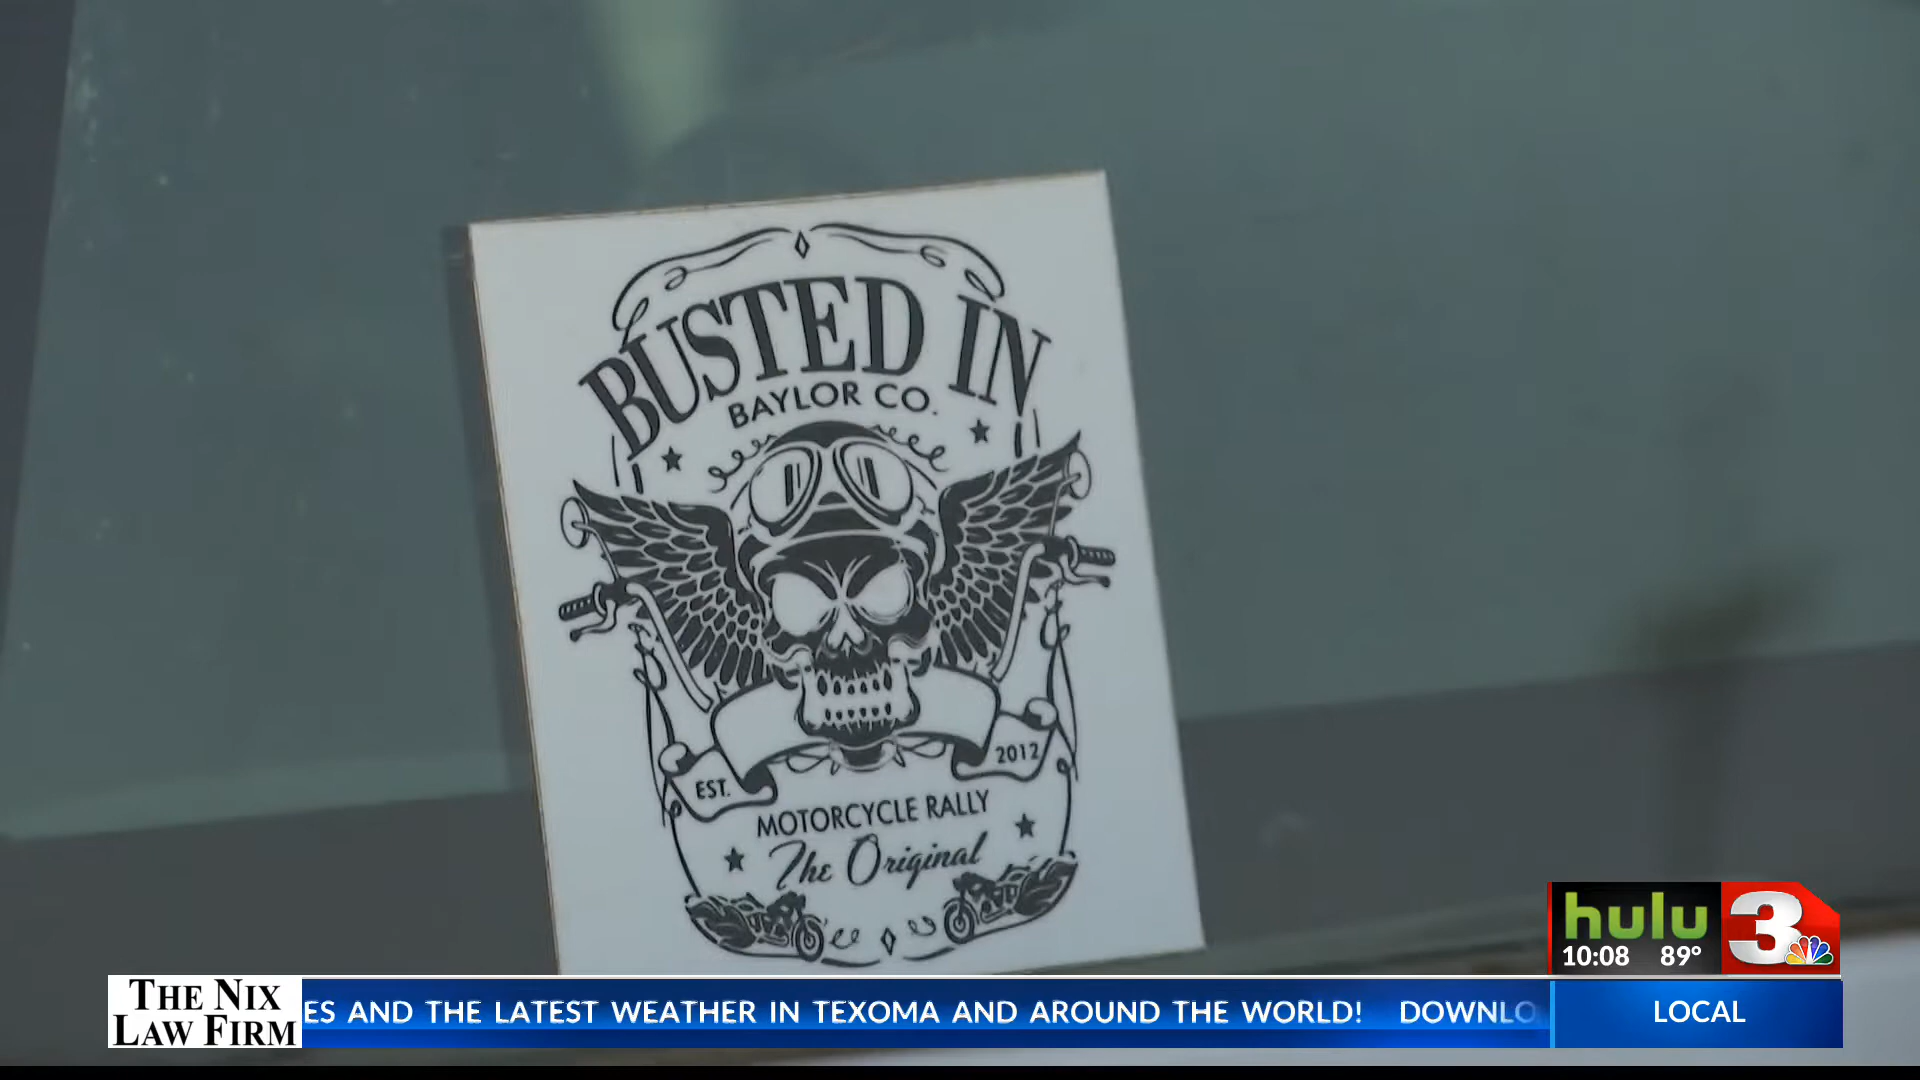 BUSTED IN
BAYLOR CO.
EST.
2012
MOTORCYCLE RALLY
The Original
hulu
3
10:08 89°
THE NIX
LAW FIRM
ES AND THE LATEST WEATHER IN TEXOMA AND AROUND THE WORLD! DOWNLO
LOCAL